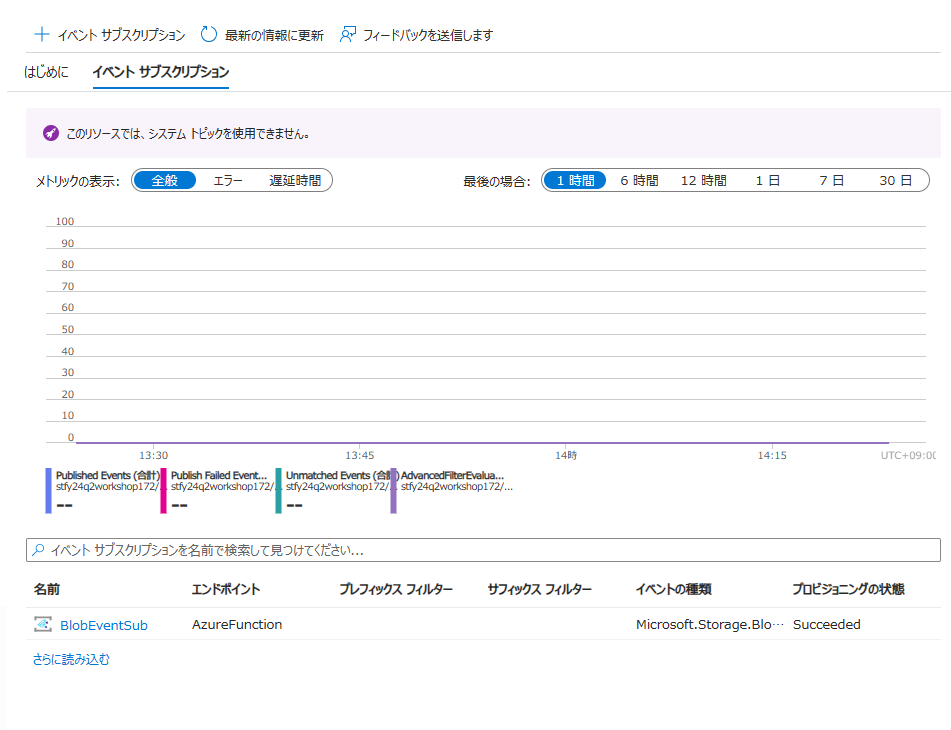 イベント サブスクリプション 最新の情報に更新 フィードバックを送信します
はじめに イベント サブスクリプション
このリソースでは、システム トピックを使用できません。
メトリックの表示: 全般 エラー 遅延時間 最後の場合: 1 時間 6 時間 12 時間 1 日 7 日 30 日
100
90
80
70
60
50
40
30
20
10
0
13:30 13:45 14時 14:15 UTC+09:00
Published Events (合計) Publish Failed Event... Unmatched Events (合計) AdvancedFilterEvalua...
stfy24q2workshop172/... stfy24q2workshop172/... stfy24q2workshop172/... stfy24q2workshop172/...
-- -- --
イベント サブスクリプションを名前で検索して見つけてください...
名前 エンドポイント プレフィックス フィルター サフィックス フィルター イベントの種類 プロビジョニングの状態
BlobEventSub AzureFunction Microsoft.Storage.Blo… Succeeded
さらに読み込む